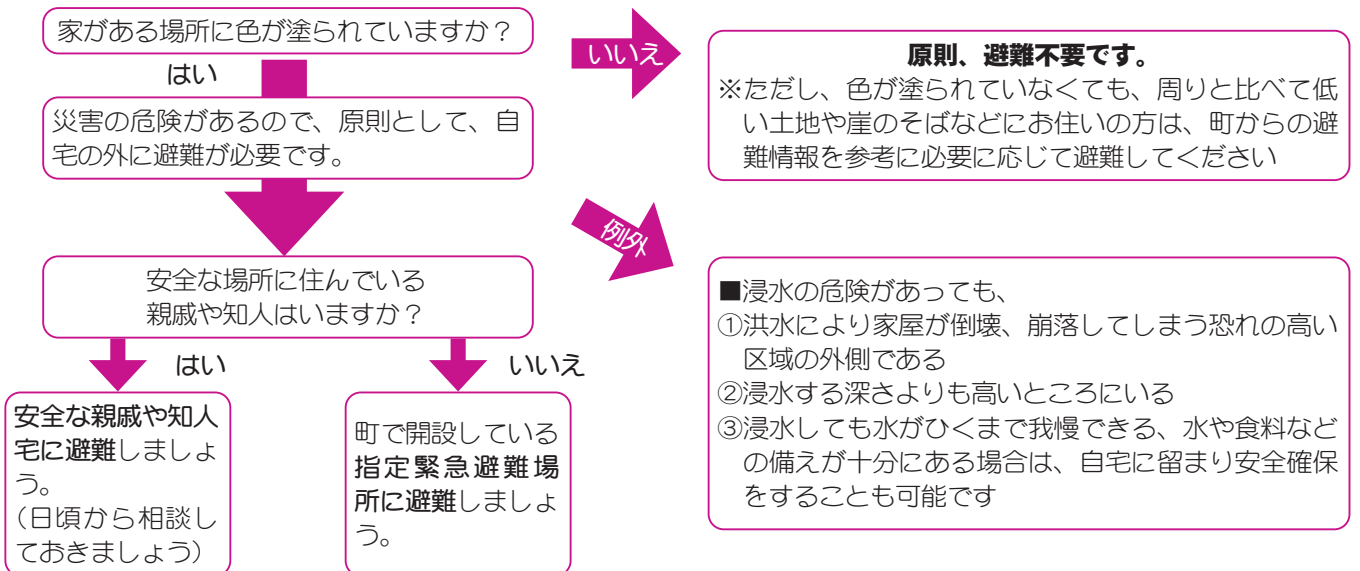 家がある場所に色が塗られていますか？
いいえ
はい
原則、避難不要です。
※ただし、色が塗られていなくても、周りと比べて低
い土地や崖のそばなどにお住いの方は、町からの避
難情報を参考に必要に応じて避難してください
災害の危険があるので、原則として、自
宅の外に避難が必要です。
例外
安全な場所に住んでいる
親戚や知人はいますか？
■浸水の危険があっても、
①洪水により家屋が倒壊、崩落してしまう恐れの高い
区域の外側である
②浸水する深さよりも高いところにいる
③浸水しても水がひくまで我慢できる、水や食料など
の備えが十分にある場合は、自宅に留まり安全確保
をすることも可能です
はい
いいえ
安全な親戚や知人
宅に避難しましょ
う。
（日頃から相談し
ておきましょう）
町で開設している
指定緊急避難場
所に避難しましょ
う。